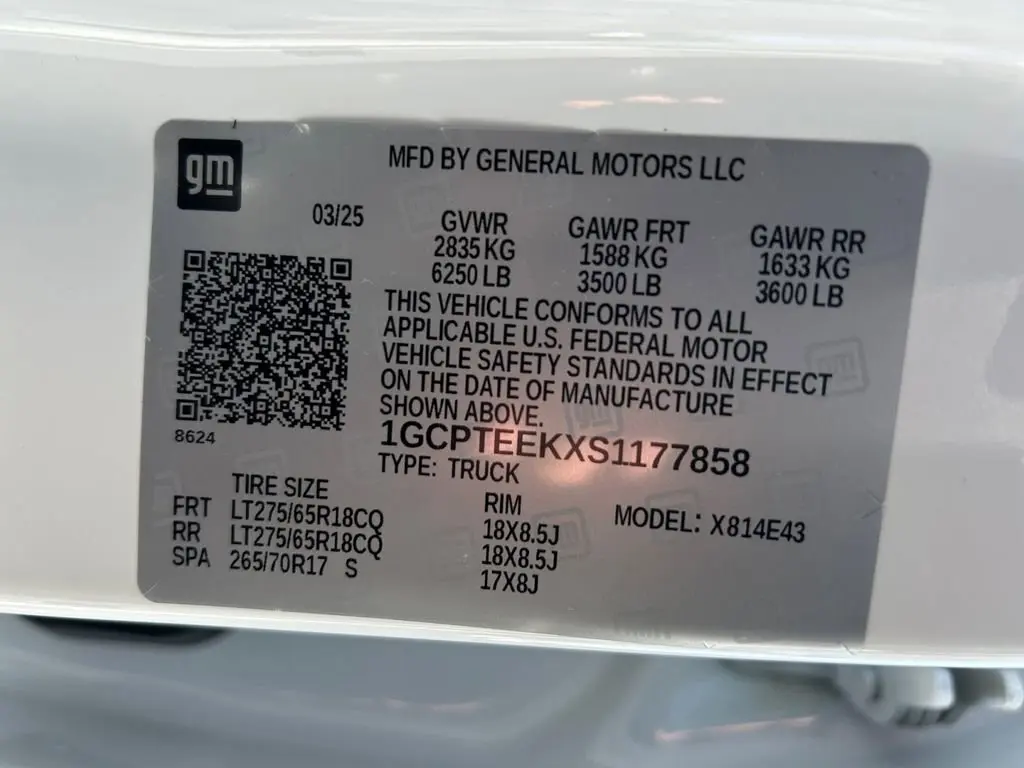 gm
MFD BY GENERAL MOTORS LLC
03/25
GVWR GAWR FRT GAWR RR
2835 KG 1588 KG 1633 KG
6250 LB 3500 LB 3600 LB
THIS VEHICLE CONFORMS TO ALL
APPLICABLE U.S. FEDERAL MOTOR
VEHICLE SAFETY STANDARDS IN EFFECT
ON THE DATE OF MANUFACTURE
SHOWN ABOVE.
8624
1GCPTEEKXS1177858
TYPE: TRUCK
TIRE SIZE RIM MODEL: X814E43
FRT LT275/65R18CQ 18X8.5J
RR LT275/65R18CQ 18X8.5J
SPA 265/70R17 S 17X8J